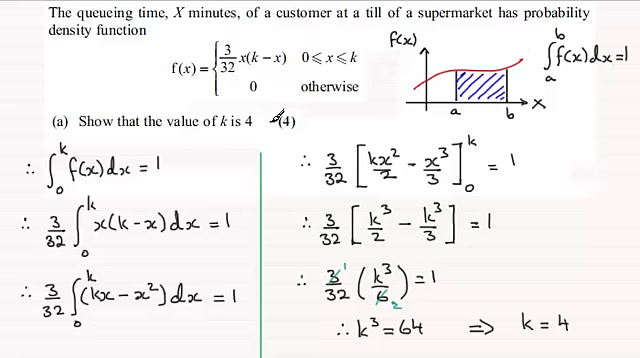 The queueing time, X minutes, of a customer at a till of a supermarket has probability
density function
f(x) = { 3/32 x(k − x) 0 ⩽ x ⩽ k
0 otherwise
f(x)
a b x
∫_a^b f(x)dx = 1
(a) Show that the value of k is 4 (4)
∴ ∫_0^k f(x)dx = 1
∴ 3/32 ∫_0^k x(k−x)dx = 1
∴ 3/32 ∫_0^k (kx − x²)dx = 1
∴ 3/32 [kx²/2 − x³/3]_0^k = 1
∴ 3/32 [k³/2 − k³/3] = 1
∴ 3 1/32 (k³/6 2) = 1
∴ k³ = 64 ⇒ k = 4